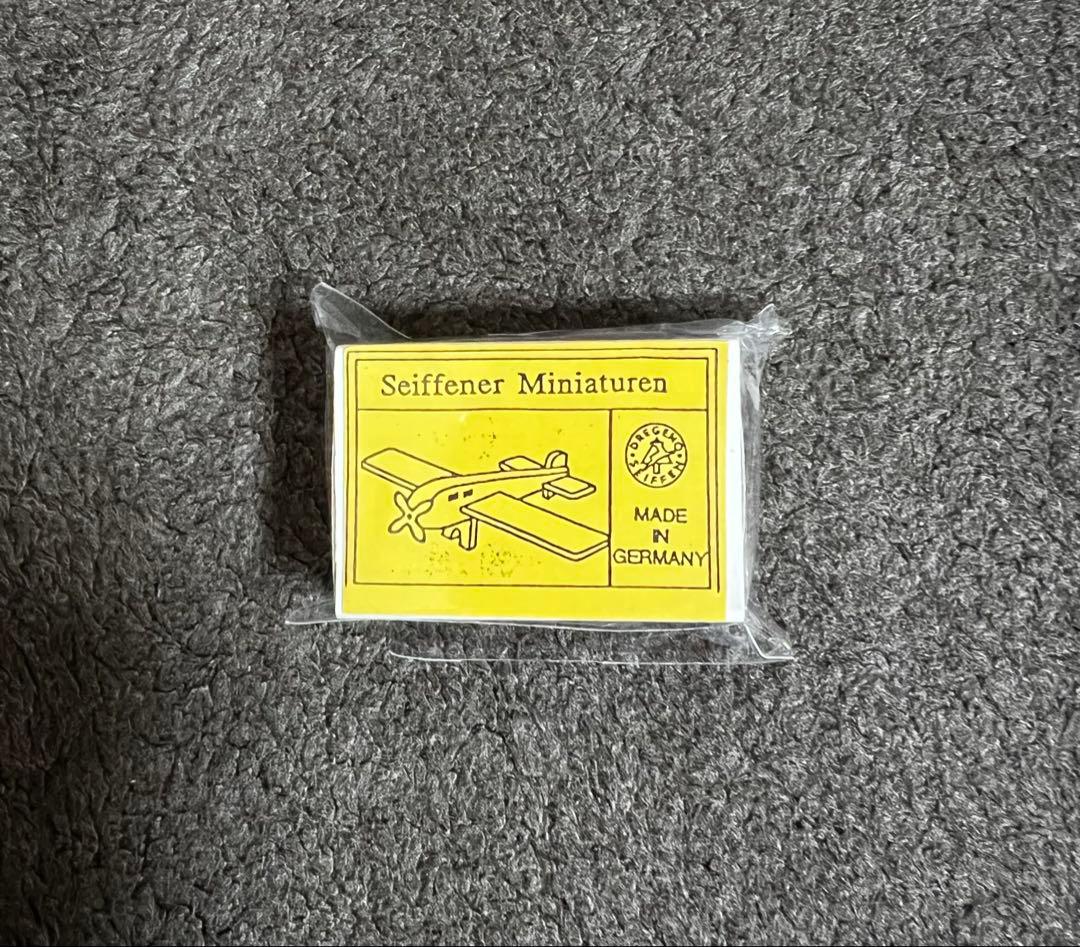 Seiffener Miniaturen
DREGENO
SEIFFEN
MADE
IN
GERMANY